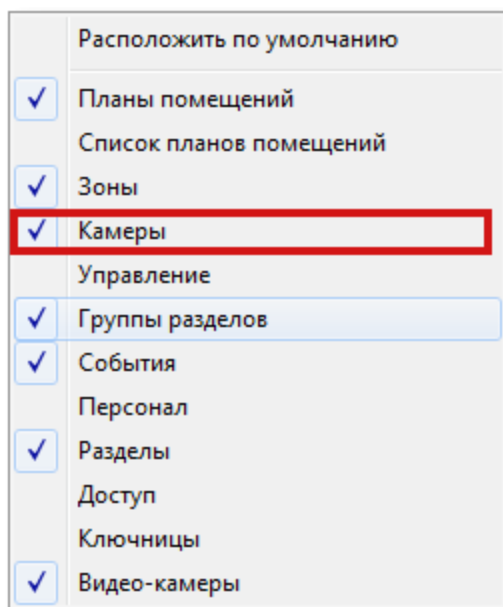 Расположить по умолчанию
Планы помещений
Список планов помещений
Зоны
Камеры
Управление
Группы разделов
События
Персонал
Разделы
Доступ
Ключницы
Видео-камеры